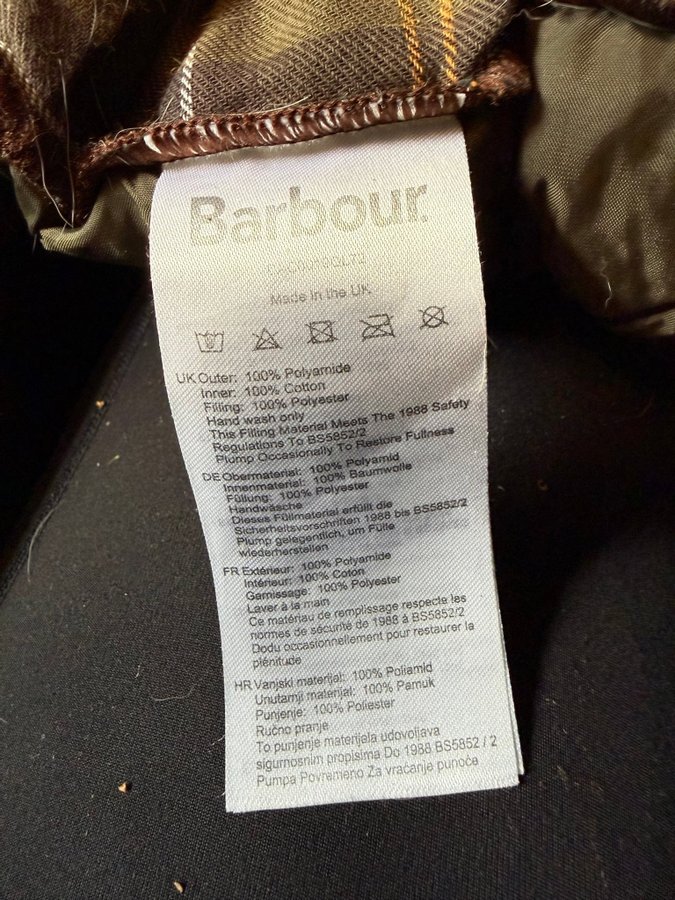 Barbour.
Made in the UK
UK Outer: 100% Polyamide
Inner: 100% Cotton
Filling: 100% Polyester
Hand wash only
This Filling Material Meets The 1988 Safety
Regulations To BS5852/2
Plump Occasionally To Restore Fullness
DE Obermaterial: 100% Polyamid
Innenmaterial: 100% Baumwolle
Füllung: 100% Polyester
Handwäsche
Dieses Füllmaterial erfüllt die
Sicherheitsvorschriften 1988 bis BS5852/2
Plump gelegentlich, um Fülle
wiederherstellen
FR Extérieur: 100% Polyamide
Intérieur: 100% Coton
Garnissage: 100% Polyester
Laver à la main
Ce matériau de remplissage respecte les
normes de sécurité de 1988 à BS5852/2
Dodu occasionnellement pour restaurer la
plénitude
HR Vanjski materijal: 100% Poliamid
Unutarnji materijal: 100% Pamuk
Punjenje: 100% Poliester
Ručno pranje
To punjenje materijela udovoljava
sigurnosnim propisima Do 1988 BS5852 / 2
Pumpa Povremeno Za vraćanje punoće